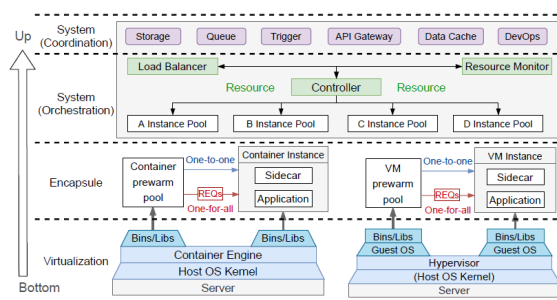 Up
System
(Coordination)
Storage
Queue
Trigger
API Gateway
Data Cache
DevOps
System
(Orchestration)
Load Balancer
Resource Monitor
Resource
Controller
Resource
A Instance Pool
B Instance Pool
C Instance Pool
D Instance Pool
Encapsule
Container
prewarm
pool
One-to-one
REQs
One-for-all
Container Instance
Sidecar
Application
VM
prewarm
pool
One-to-one
REQs
One-for-all
VM Instance
Sidecar
Application
Virtualization
Bins/Libs
Bins/Libs
Container Engine
Host OS Kernel
Server
Bins/Libs
Guest OS
Bins/Libs
Guest OS
Hypervisor
(Host OS Kernel)
Server
Bottom